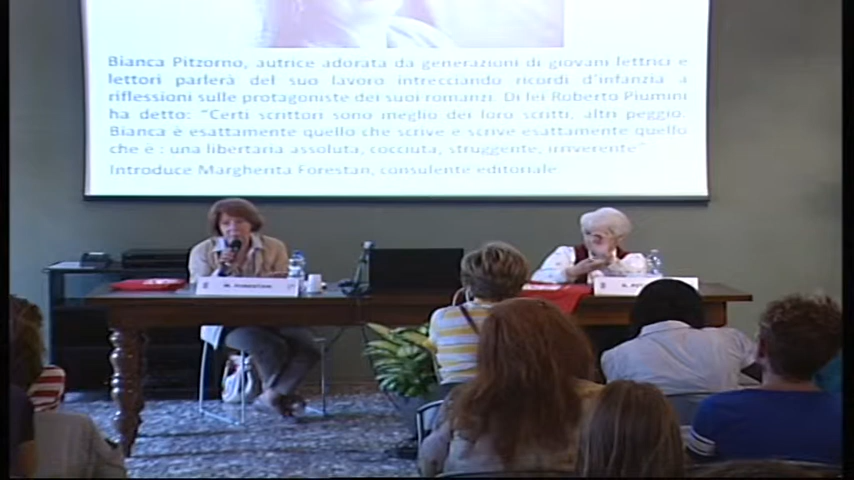 Bianca Pitzorno, autrice adorata da generazioni di giovani lettrici e
lettori parlerà del suo lavoro intrecciando ricordi d'infanzia a
riflessioni sulle protagoniste dei suoi romanzi. Di lei Roberto Piumini
ha detto: "Certi scrittori sono meglio dei loro scritti, altri peggio.
Bianca è esattamente quello che scrive e scrive esattamente quello
che è : una libertaria assoluta, cocciuta, struggente, irriverente"
Introduce Margherita Forestan, consulente editoriale.
M. FORESTAN